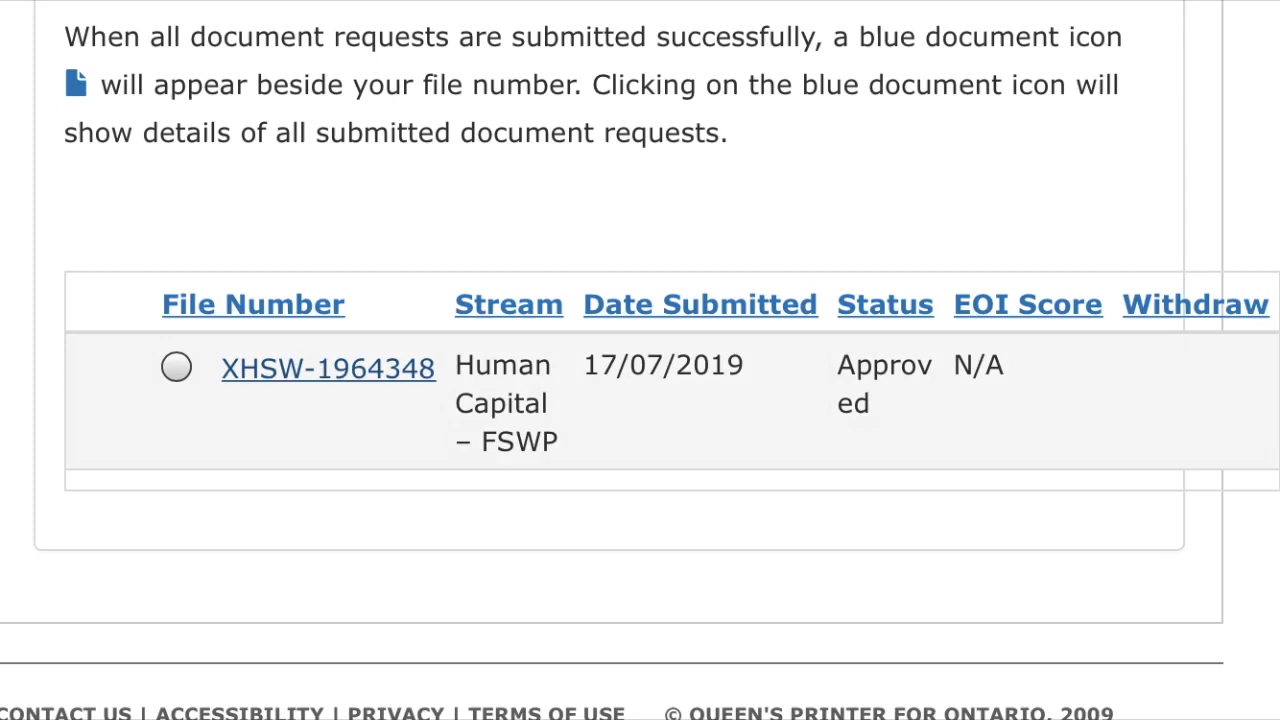 When all document requests are submitted successfully, a blue document icon
will appear beside your file number. Clicking on the blue document icon will
show details of all submitted document requests.
File Number Stream Date Submitted Status EOI Score Withdraw
XHSW-1964348 Human 17/07/2019 Approv N/A
Capital ed
– FSWP
CONTACT US | ACCESSIBILITY | PRIVACY | TERMS OF USE © QUEEN'S PRINTER FOR ONTARIO, 2009